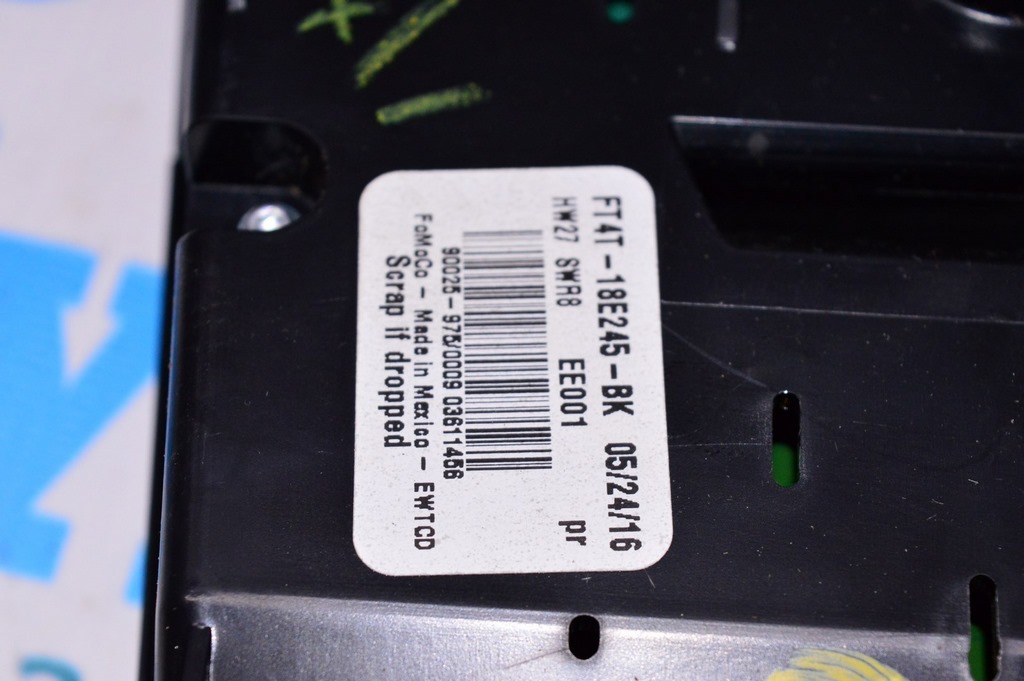 FT4T-18E245-BK 05/24/16
HW27 SWR8 EE001 pr
90025-975/0009 03611456
FoMoCo - Made in Mexico - EWTCD
Scrap if dropped